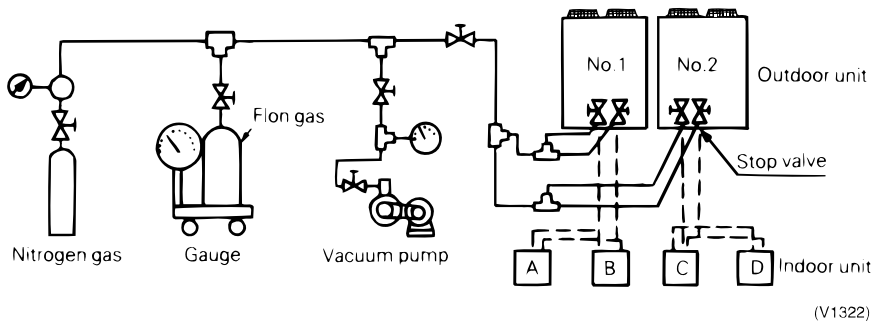 No.1
No.2
Outdoor unit
Flon gas
Stop valve
Nitrogen gas
Gauge
Vacuum pump
A
B
C
D
Indoor unit
(V1322)